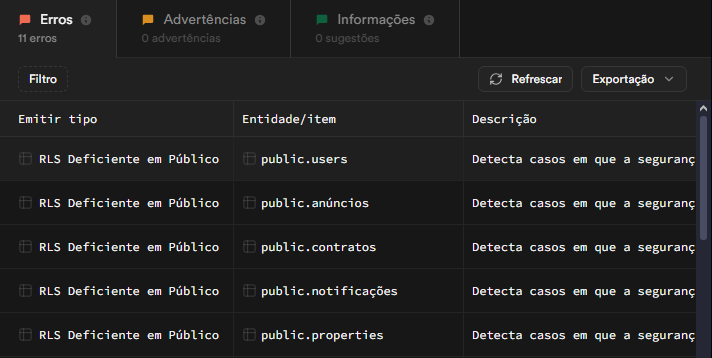 Erros
11 erros
Advertências
0 advertências
Informações
0 sugestões
Filtro
Refrescar
Exportação
Emitir tipo
Entidade/item
Descrição
RLS Deficiente em Público
public.users
Detecta casos em que a seguranç
RLS Deficiente em Público
public.anúncios
Detecta casos em que a seguranç
RLS Deficiente em Público
public.contratos
Detecta casos em que a seguranç
RLS Deficiente em Público
public.notificações
Detecta casos em que a seguranç
RLS Deficiente em Público
public.properties
Detecta casos em que a seguranç